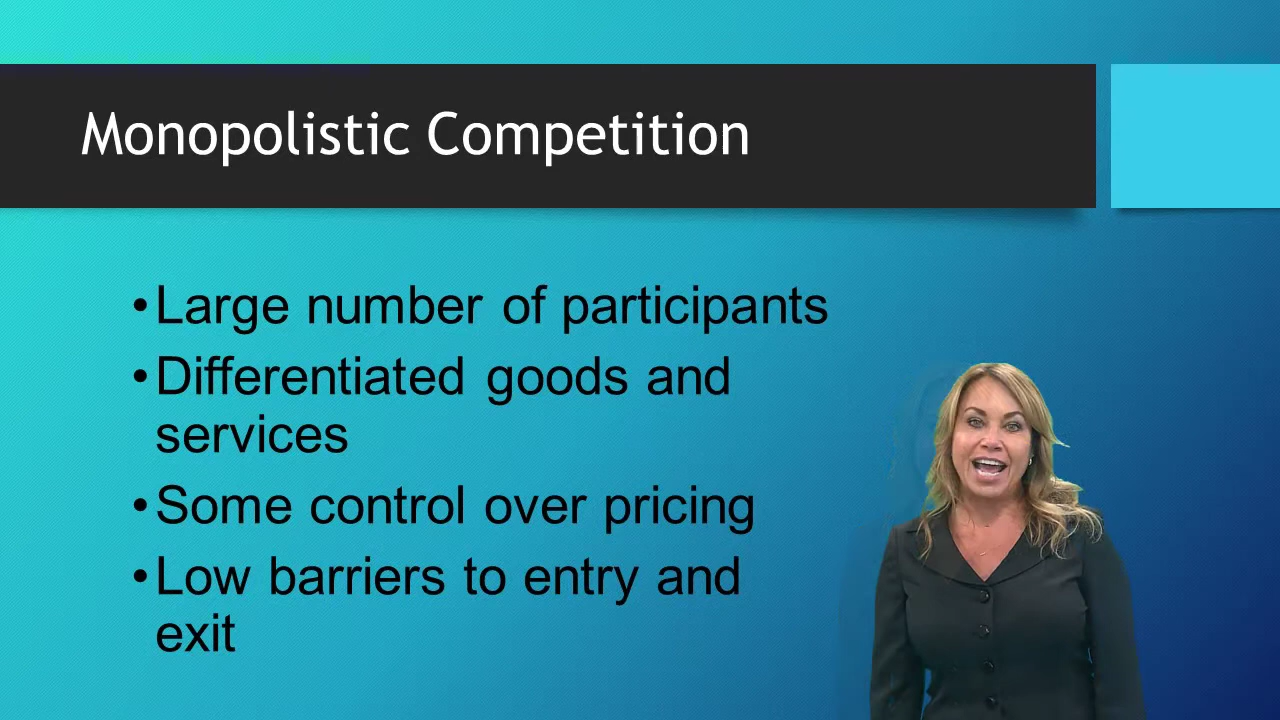 Monopolistic Competition
•Large number of participants
•Differentiated goods and
services
•Some control over pricing
•Low barriers to entry and
exit